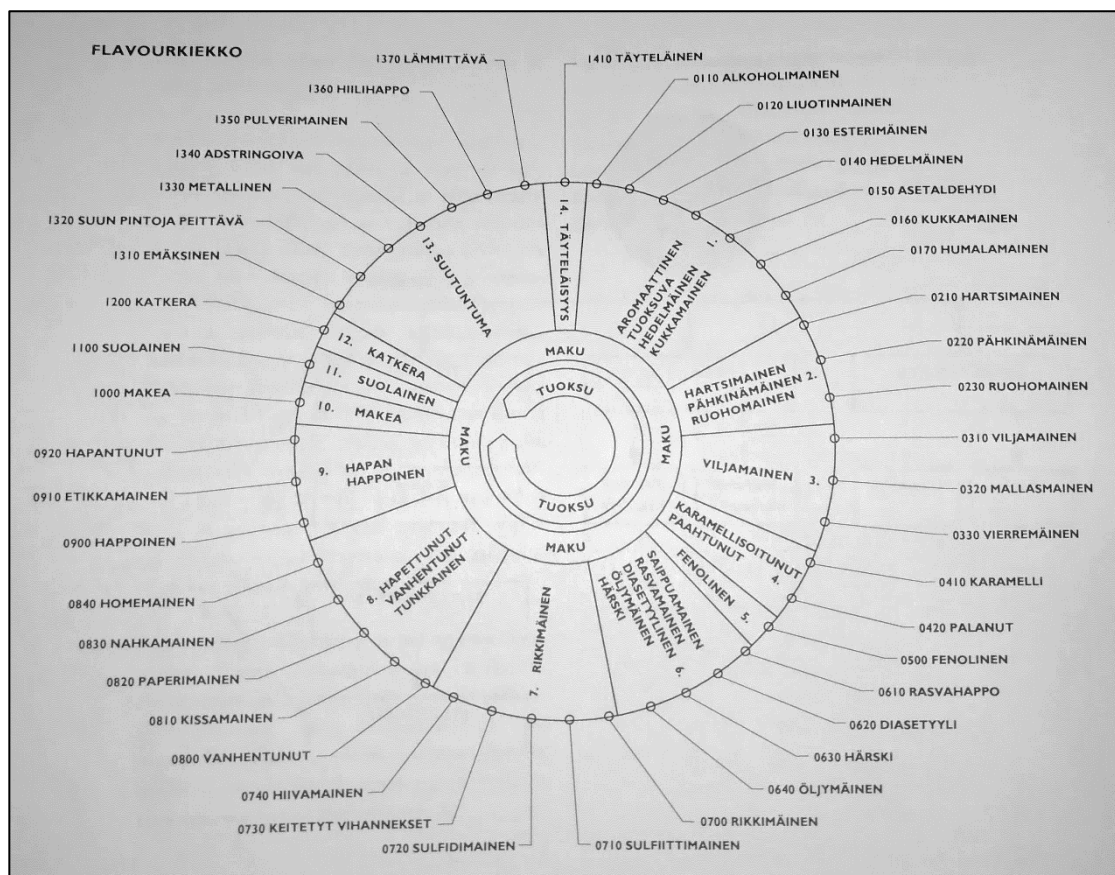 FLAVOURKIEKKO
1410 TÄYTELÄINEN
0110 ALKOHOLIMAINEN
0120 LIUOTINMAINEN
0130 ESTERIMÄINEN
0140 HEDELMÄINEN
0150 ASETALDEHYDI
0160 KUKKAMAINEN
0170 HUMALAMAINEN
0210 HARTSIMAINEN
0220 PÄHKINÄMÄINEN
0230 RUOHOMAINEN
0310 VILJAMAINEN
0320 MALLASMAINEN
0330 VIERREMÄINEN
0410 KARAMELLI
0420 PALANUT
0500 FENOLINEN
0610 RASVAHAPPO
0620 DIASETYYLI
0630 HÄRSKI
0640 ÖLJYMÄINEN
0700 RIKKIMÄINEN
0710 SULFIITTIMAINEN
0720 SULFIDIMAINEN
0730 KEITETYT VIHANNEKSET
0740 HIIVAMAINEN
0800 VANHENTUNUT
0810 KISSAMAINEN
0820 PAPERIMAINEN
0830 NAHKAMAINEN
0840 HOMEMAINEN
0900 HAPPOINEN
0910 ETIKKAMAINEN
0920 HAPANTUNUT
1000 MAKEA
1100 SUOLAINEN
1200 KATKERA
1310 EMÄKSINEN
1320 SUUN PINTOJA PEITTÄVÄ
1330 METALLINEN
1340 ADSTRINGOIVA
1350 PULVERIMAINEN
1360 HIILIHAPPO
1370 LÄMMITTÄVÄ
14. TÄYTELÄISYYS
1.
AROMAATTINEN
TUOKSUVA
HEDELMÄINEN
KUKKAMAINEN
HARTSIMAINEN
PÄHKINÄMÄINEN 2.
RUOHOMAINEN
VILJAMAINEN 3.
KARAMELLISOITUNUT
PAAHTUNUT 4.
FENOLINEN 5.
SAIPPUAMAINEN
RASVAMAINEN
DIASETYYLINEN 6.
ÖLJYMÄINEN
HÄRSKI
7. RIKKIMÄINEN
8. HAPETTUNUT
VANHENTUNUT
TUNKKAINEN
9. HAPAN
HAPPOINEN
10. MAKEA
11. SUOLAINEN
12. KATKERA
13. SUUTUNTUMA
MAKU
MAKU
MAKU
MAKU
TUOKSU
TUOKSU